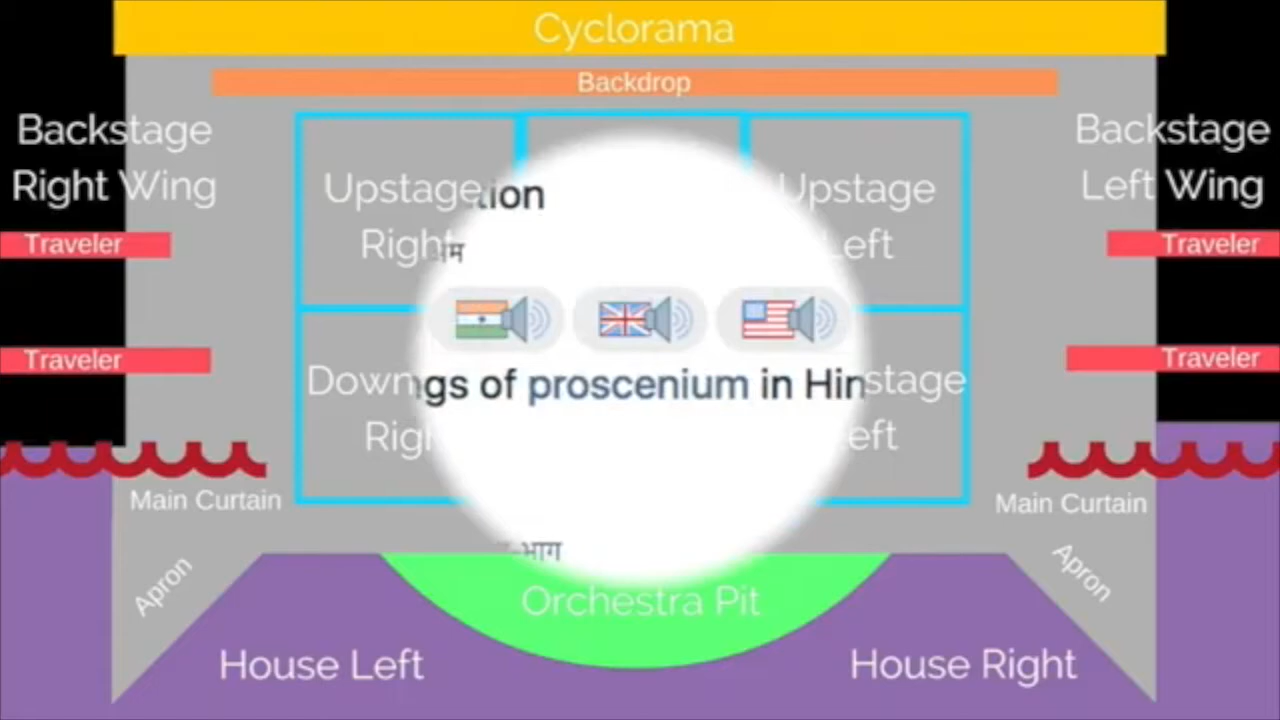 Cyclorama
Backdrop
Backstage
Right Wing
Backstage
Left Wing
Upstage
Right
Upstage
Left
Traveler
Traveler
Traveler
Traveler
tion
gs of proscenium in Hin
Down
Righ
stage
eft
-भाग
Main Curtain
Main Curtain
Apron
Apron
Orchestra Pit
House Left
House Right